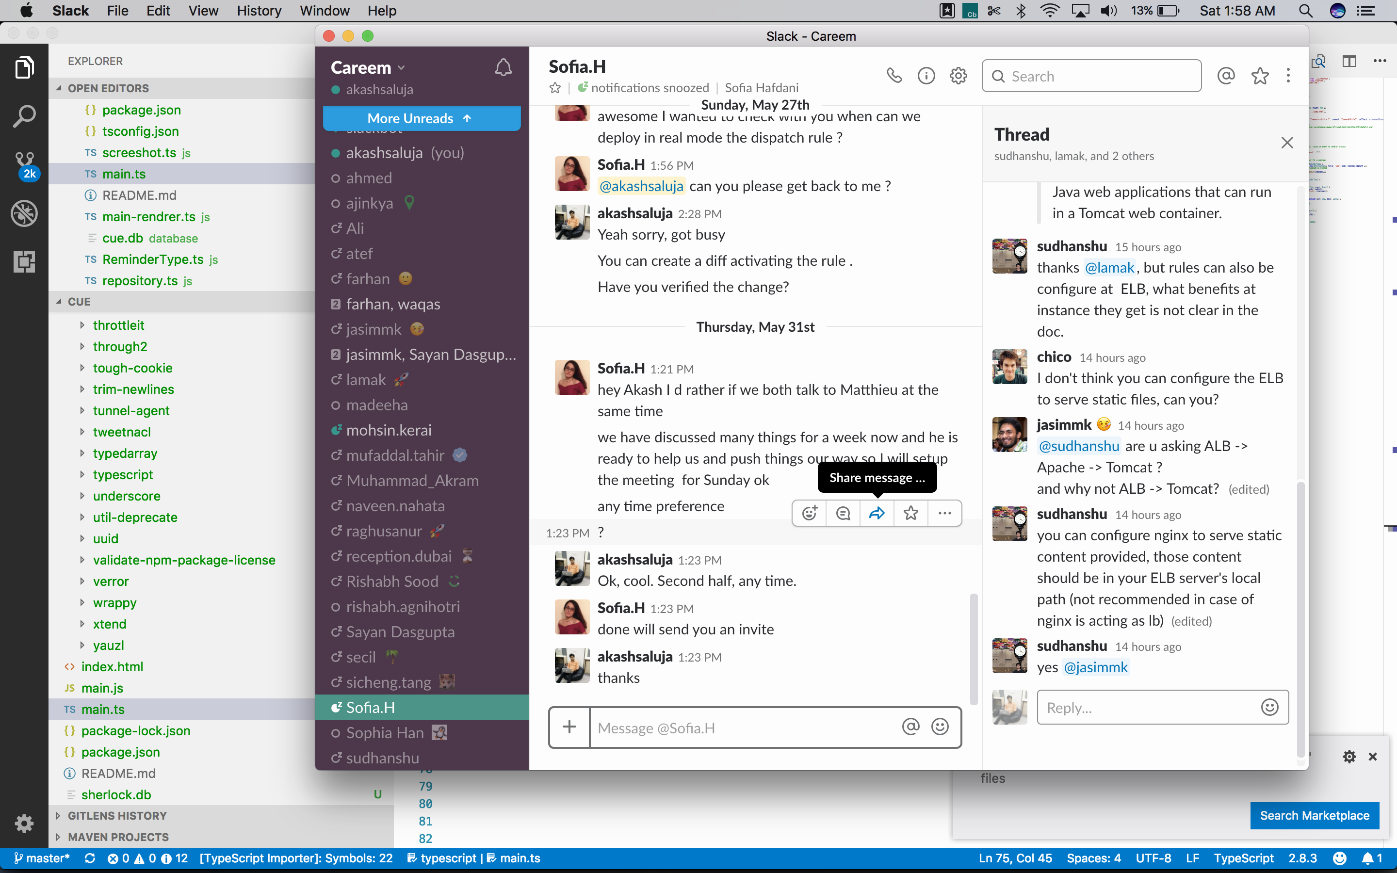 Slack File Edit View History Window Help
13% Sat 1:58 AM
Slack - Careem
EXPLORER
OPEN EDITORS
{} package.json
{} tsconfig.json
TS screeshot.ts js
TS main.ts
README.md
TS main-rendrer.ts js
cue.db database
TS ReminderType.ts js
TS repository.ts js
CUE
throttleit
through2
tough-cookie
trim-newlines
tunnel-agent
tweetnacl
typedarray
typescript
underscore
util-deprecate
uuid
validate-npm-package-license
verror
wrappy
xtend
yauzl
<> index.html
JS main.js
TS main.ts
{} package-lock.json
{} package.json
README.md
sherlock.db U
GITLENS HISTORY
MAVEN PROJECTS
2k
Careem
akashsaluja
More Unreads ↑
slackbot
akashsaluja (you)
ahmed
ajinkya
Ali
atef
farhan
2 farhan, waqas
jasimmk
2 jasimmk, Sayan Dasgup...
lamak
madeeha
mohsin.kerai
mufaddal.tahir
Muhammad_Akram
naveen.nahata
raghusanur
reception.dubai
Rishabh Sood
rishabh.agnihotri
Sayan Dasgupta
secil
sicheng.tang
Sofia.H
Sophia Han
sudhanshu
Sofia.H
notifications snoozed | Sofia Hafdani
Search
Sunday, May 27th
awesome I wanted to check with you when can we
deploy in real mode the dispatch rule ?
Sofia.H 1:56 PM
@akashsaluja can you please get back to me ?
akashsaluja 2:28 PM
Yeah sorry, got busy
You can create a diff activating the rule .
Have you verified the change?
Thursday, May 31st
Sofia.H 1:21 PM
hey Akash I d rather if we both talk to Matthieu at the
same time
we have discussed many things for a week now and he is
ready to help us and push things our way so I will setup
the meeting for Sunday ok
Share message ...
any time preference
1:23 PM ?
akashsaluja 1:23 PM
Ok, cool. Second half, any time.
Sofia.H 1:23 PM
done will send you an invite
akashsaluja 1:23 PM
thanks
Message @Sofia.H
Thread
sudhanshu, lamak, and 2 others
Java web applications that can run
in a Tomcat web container.
sudhanshu 15 hours ago
thanks @lamak, but rules can also be
configure at ELB, what benefits at
instance they get is not clear in the
doc.
chico 14 hours ago
I don't think you can configure the ELB
to serve static files, can you?
jasimmk 14 hours ago
@sudhanshu are u asking ALB ->
Apache -> Tomcat ?
and why not ALB -> Tomcat? (edited)
sudhanshu 14 hours ago
you can configure nginx to serve static
content provided, those content
should be in your ELB server's local
path (not recommended in case of
nginx is acting as lb) (edited)
sudhanshu 14 hours ago
yes @jasimmk
Reply...
files
Search Marketplace
78
79
80
81
82
master* 0 0 12 [TypeScript Importer]: Symbols: 22 typescript | main.ts
Ln 75, Col 45 Spaces: 4 UTF-8 LF TypeScript 2.8.3 1